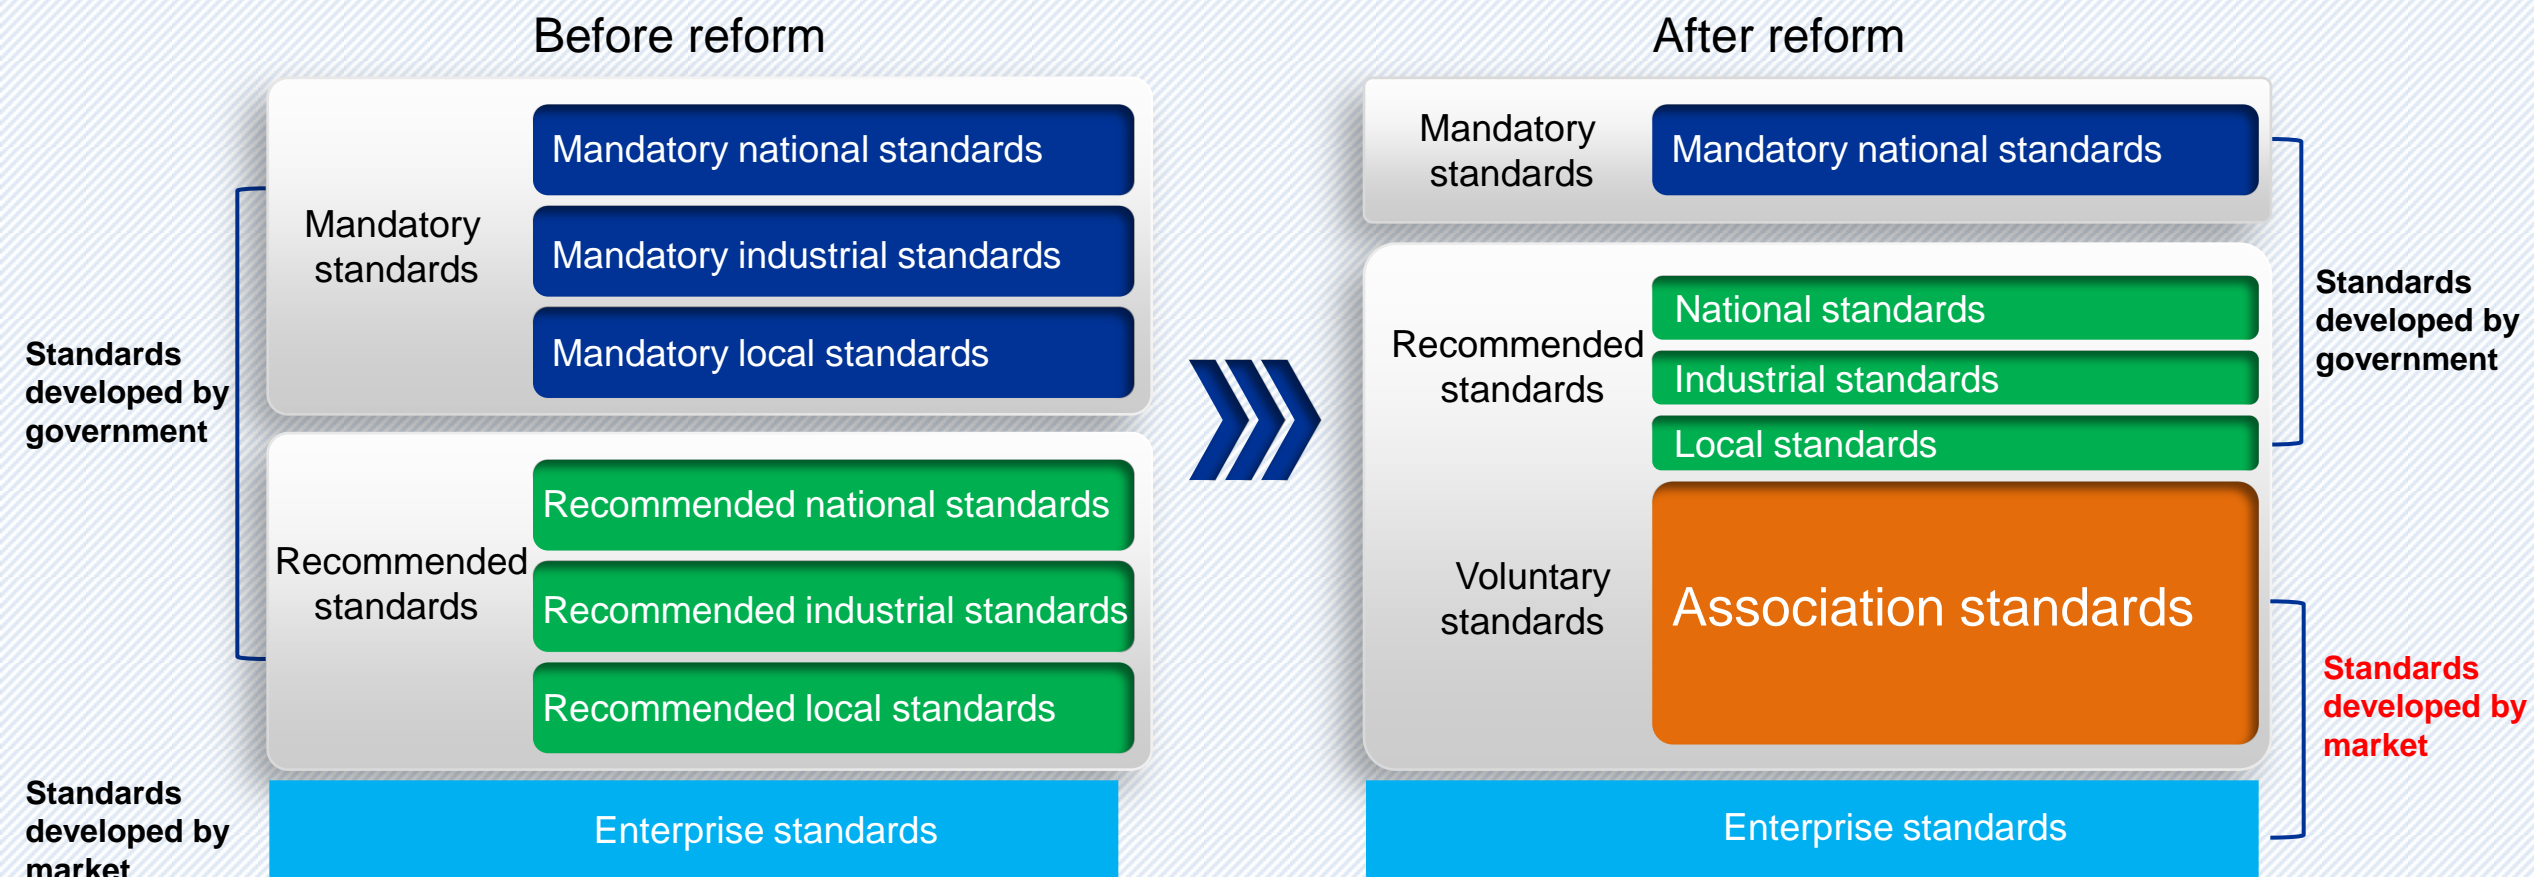 Before reform
Mandatory
standards
Mandatory national standards
Mandatory industrial standards
Mandatory local standards
Standards
developed by
government
Recommended
standards
Recommended national standards
Recommended industrial standards
Recommended local standards
Standards
developed by
market
Enterprise standards
After reform
Mandatory
standards
Mandatory national standards
Recommended
standards
National standards
Industrial standards
Local standards
Standards
developed by
government
Voluntary
standards
Association standards
Standards
developed by
market
Enterprise standards